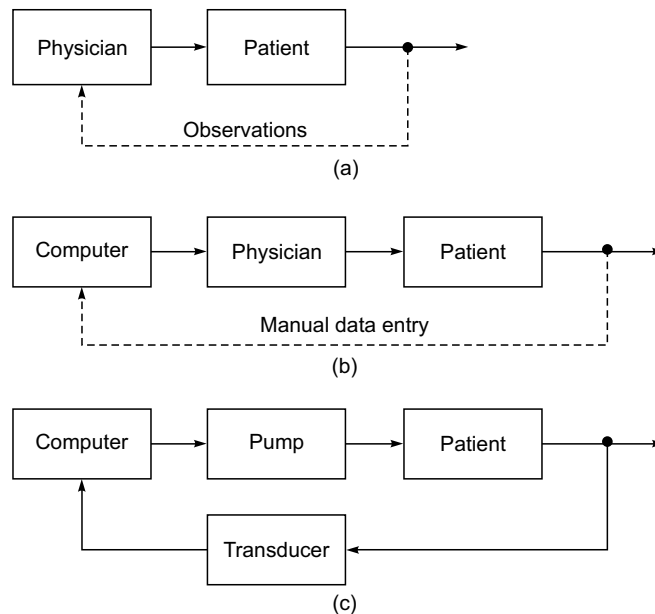 Physician Patient
Observations
(a)
Computer Physician Patient
Manual data entry
(b)
Computer Pump Patient
Transducer
(c)